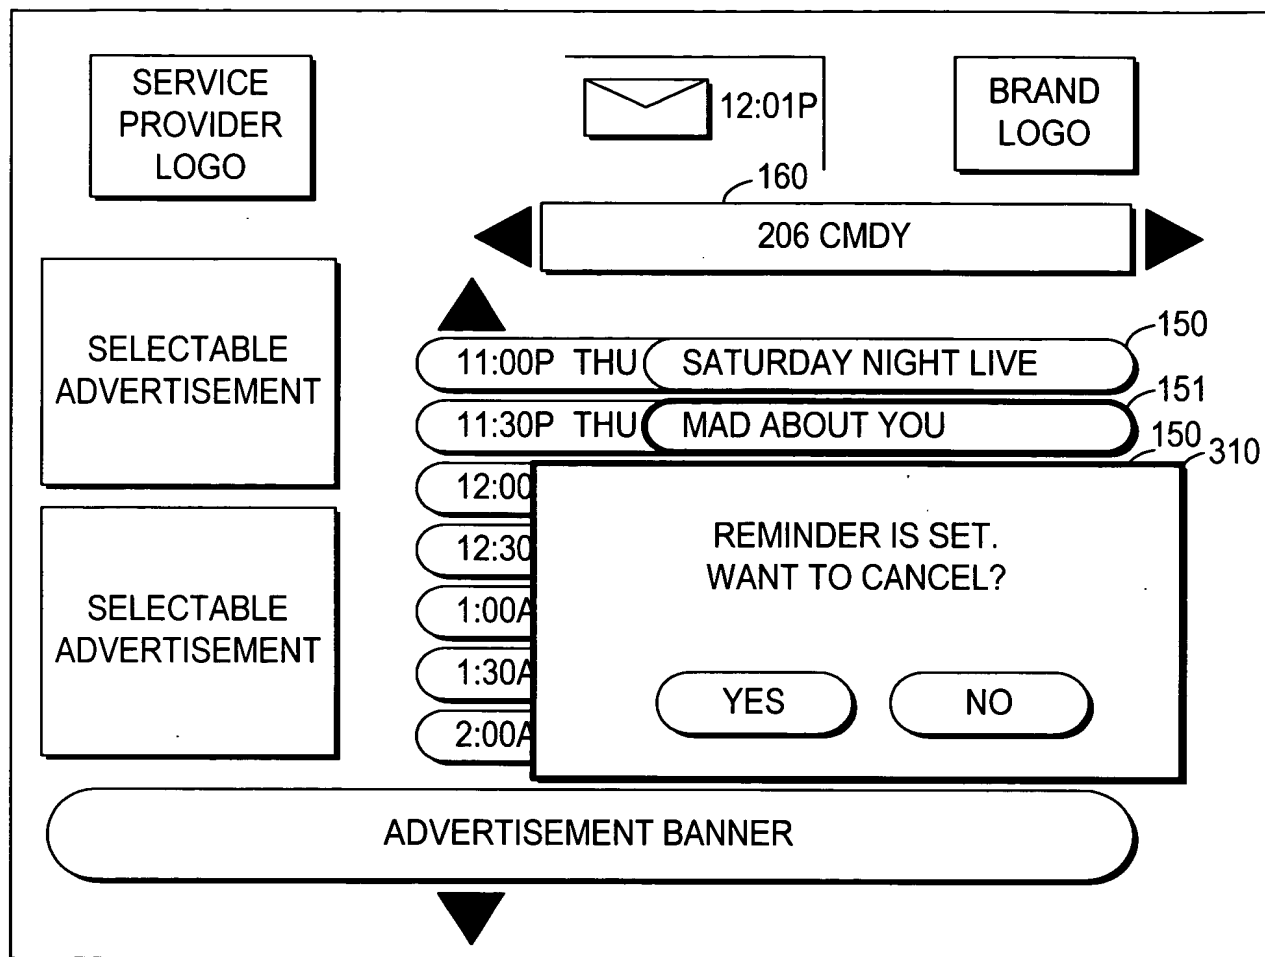 SERVICE
PROVIDER
LOGO
12:01P
BRAND
LOGO
160
206 CMDY
SELECTABLE
ADVERTISEMENT
150
11:00P THU SATURDAY NIGHT LIVE
151
11:30P THU MAD ABOUT YOU
150
310
12:00
12:30
1:00A
1:30A
2:00A
REMINDER IS SET.
WANT TO CANCEL?
YES NO
SELECTABLE
ADVERTISEMENT
ADVERTISEMENT BANNER